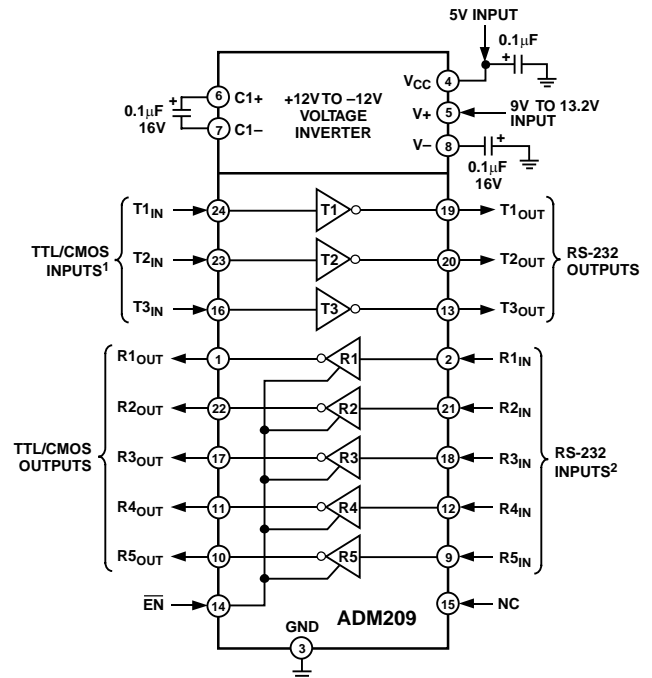 5V INPUT
0.1μF
+
VCC
4
6
C1+
+12V TO –12V
VOLTAGE
INVERTER
0.1μF
16V
+
7
C1–
V+
5
9V TO 13.2V
INPUT
V–
8
+
0.1μF
16V
TTL/CMOS
INPUTS1
T1IN
24
T1
19
T1OUT
T2IN
23
T2
20
T2OUT
T3IN
16
T3
13
T3OUT
RS-232
OUTPUTS
TTL/CMOS
OUTPUTS
R1OUT
1
R1
2
R1IN
R2OUT
22
R2
21
R2IN
R3OUT
17
R3
18
R3IN
R4OUT
11
R4
12
R4IN
R5OUT
10
R5
9
R5IN
RS-232
INPUTS2
EN
14
ADM209
15
NC
GND
3